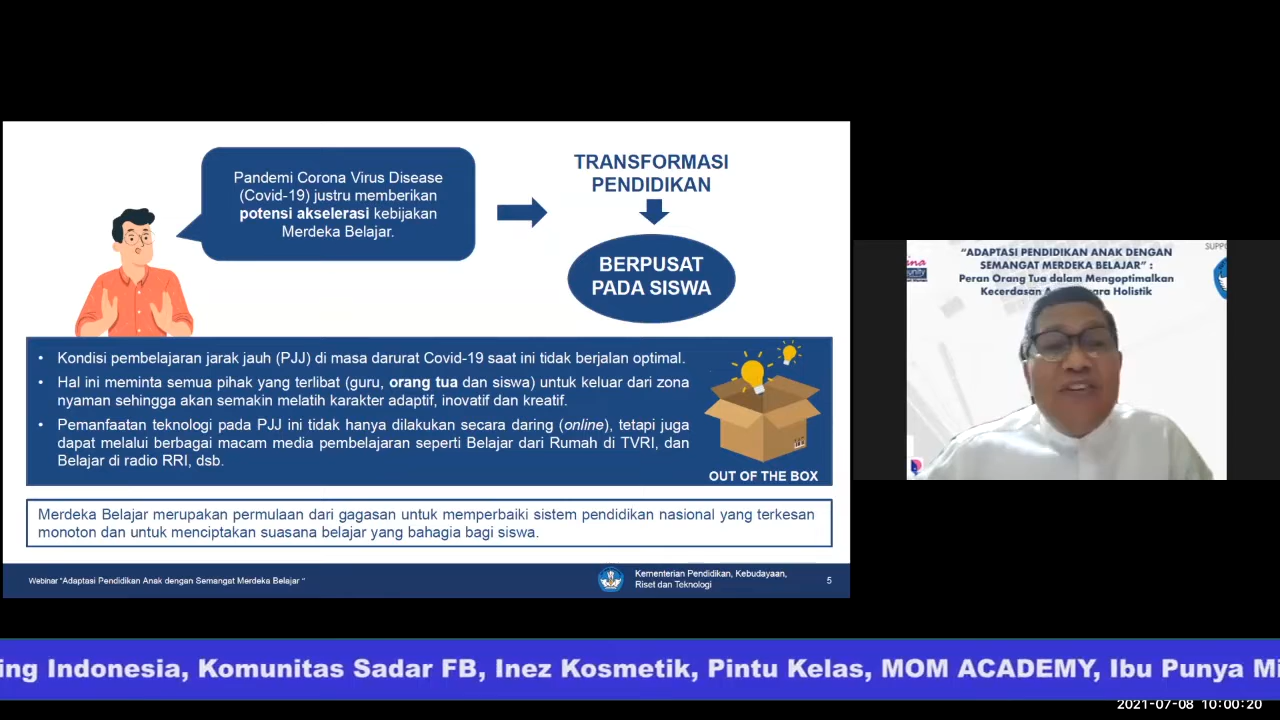 Pandemi Corona Virus Disease
(Covid-19) justru memberikan
potensi akselerasi kebijakan
Merdeka Belajar.
TRANSFORMASI
PENDIDIKAN
BERPUSAT
PADA SISWA
• Kondisi pembelajaran jarak jauh (PJJ) di masa darurat Covid-19 saat ini tidak berjalan optimal.
• Hal ini meminta semua pihak yang terlibat (guru, orang tua dan siswa) untuk keluar dari zona
nyaman sehingga akan semakin melatih karakter adaptif, inovatif dan kreatif.
• Pemanfaatan teknologi pada PJJ ini tidak hanya dilakukan secara daring (online), tetapi juga
dapat melalui berbagai macam media pembelajaran seperti Belajar dari Rumah di TVRI, dan
Belajar di radio RRI, dsb.
OUT OF THE BOX
Merdeka Belajar merupakan permulaan dari gagasan untuk memperbaiki sistem pendidikan nasional yang terkesan
monoton dan untuk menciptakan suasana belajar yang bahagia bagi siswa.
Webinar "Adaptasi Pendidikan Anak dengan Semangat Merdeka Belajar "
Kementerian Pendidikan, Kebudayaan,
Riset dan Teknologi
5
SUPPO
"ADAPTASI PENDIDIKAN ANAK DENGAN
SEMANGAT MERDEKA BELAJAR" :
Peran Orang Tua dalam Mengoptimalkan
Kecerdasan A ara Holistik
ing Indonesia, Komunitas Sadar FB, Inez Kosmetik, Pintu Kelas, MOM ACADEMY, Ibu Punya Mi
2021-07-08 10:00:20